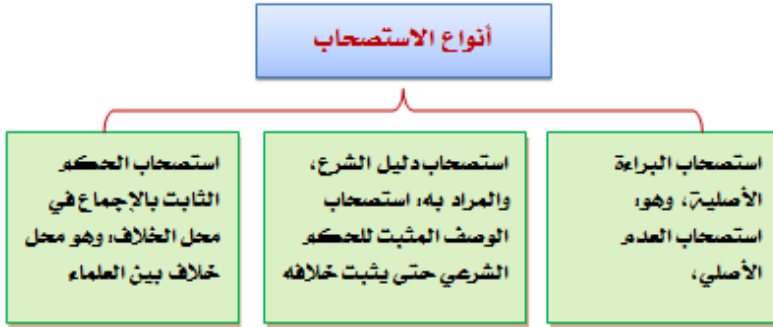 أنواع الاستصحاب
استصحاب البراءة
الأصلية، وهو:
استصحاب العدم
الأصلي،
استصحاب دليل الشرع،
والمراد به: استصحاب
الوصف المثبت للحكم
الشرعي حتى يثبت خلافه
استصحاب الحكم
الثابت بالإجماع في
محل الخلاف: وهو محل
خلاف بين العلماء